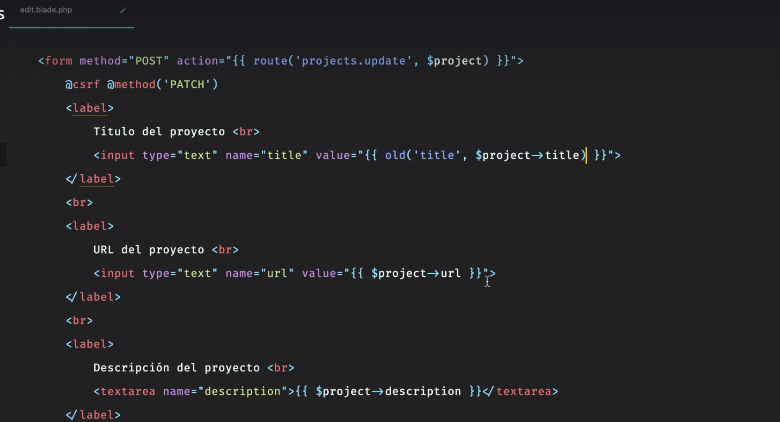 s
edit.blade.php
<form method="POST" action="{{ route('projects.update', $project) }}">
@csrf @method('PATCH')
<label>
Título del proyecto <br>
<input type="text" name="title" value="{{ old('title', $project->title) }}">
</label>
<br>
<label>
URL del proyecto <br>
<input type="text" name="url" value="{{ $project->url }}">
</label>
<br>
<label>
Descripción del proyecto <br>
<textarea name="description">{{ $project->description }}</textarea>
</label>